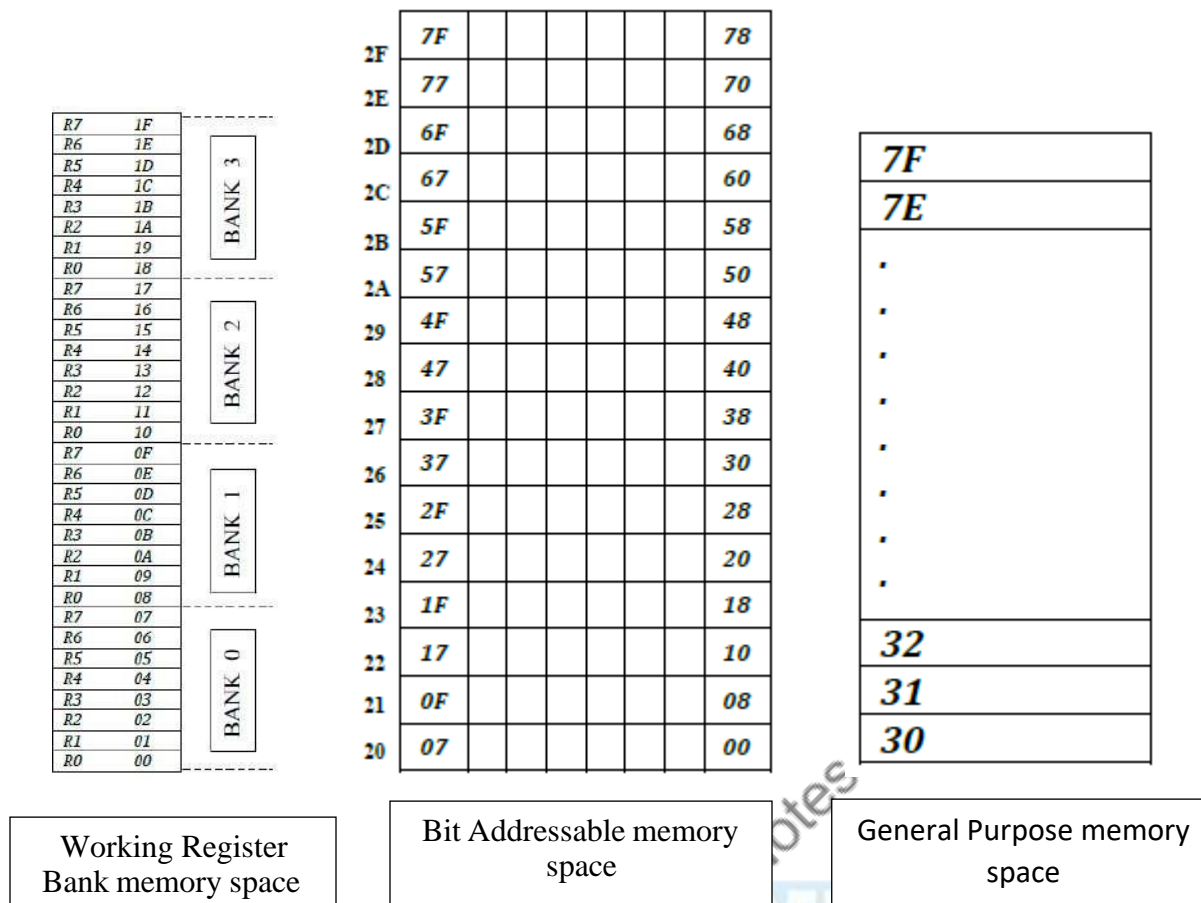 R7 1F
R6 1E
R5 1D
R4 1C
R3 1B
R2 1A
R1 19
R0 18
R7 17
R6 16
R5 15
R4 14
R3 13
R2 12
R1 11
R0 10
R7 0F
R6 0E
R5 0D
R4 0C
R3 0B
R2 0A
R1 09
R0 08
R7 07
R6 06
R5 05
R4 04
R3 03
R2 02
R1 01
R0 00
BANK 3
BANK 2
BANK 1
BANK 0
Working Register
Bank memory space
2F 7F 78
2E 77 70
2D 6F 68
2C 67 60
2B 5F 58
2A 57 50
29 4F 48
28 47 40
27 3F 38
26 37 30
25 2F 28
24 27 20
23 1F 18
22 17 10
21 0F 08
20 07 00
Bit Addressable memory
space
7F
7E
.
.
.
.
.
.
.
.
32
31
30
General Purpose memory
space